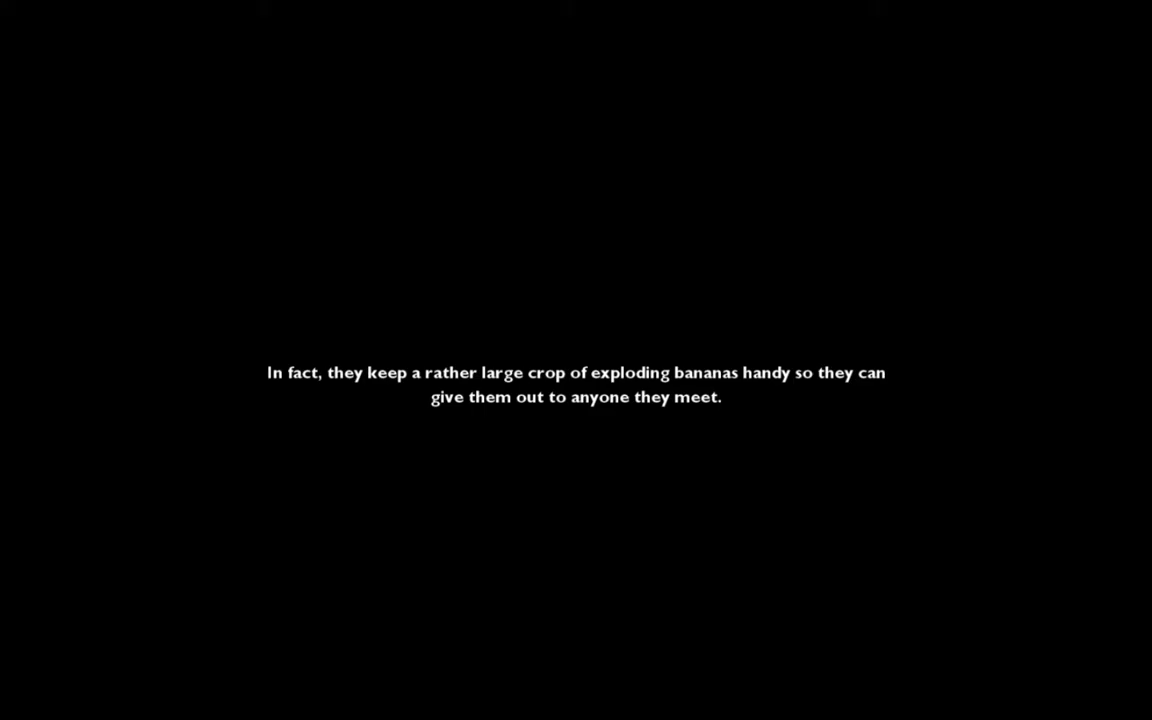 In fact, they keep a rather large crop of exploding bananas handy so they can
give them out to anyone they meet.